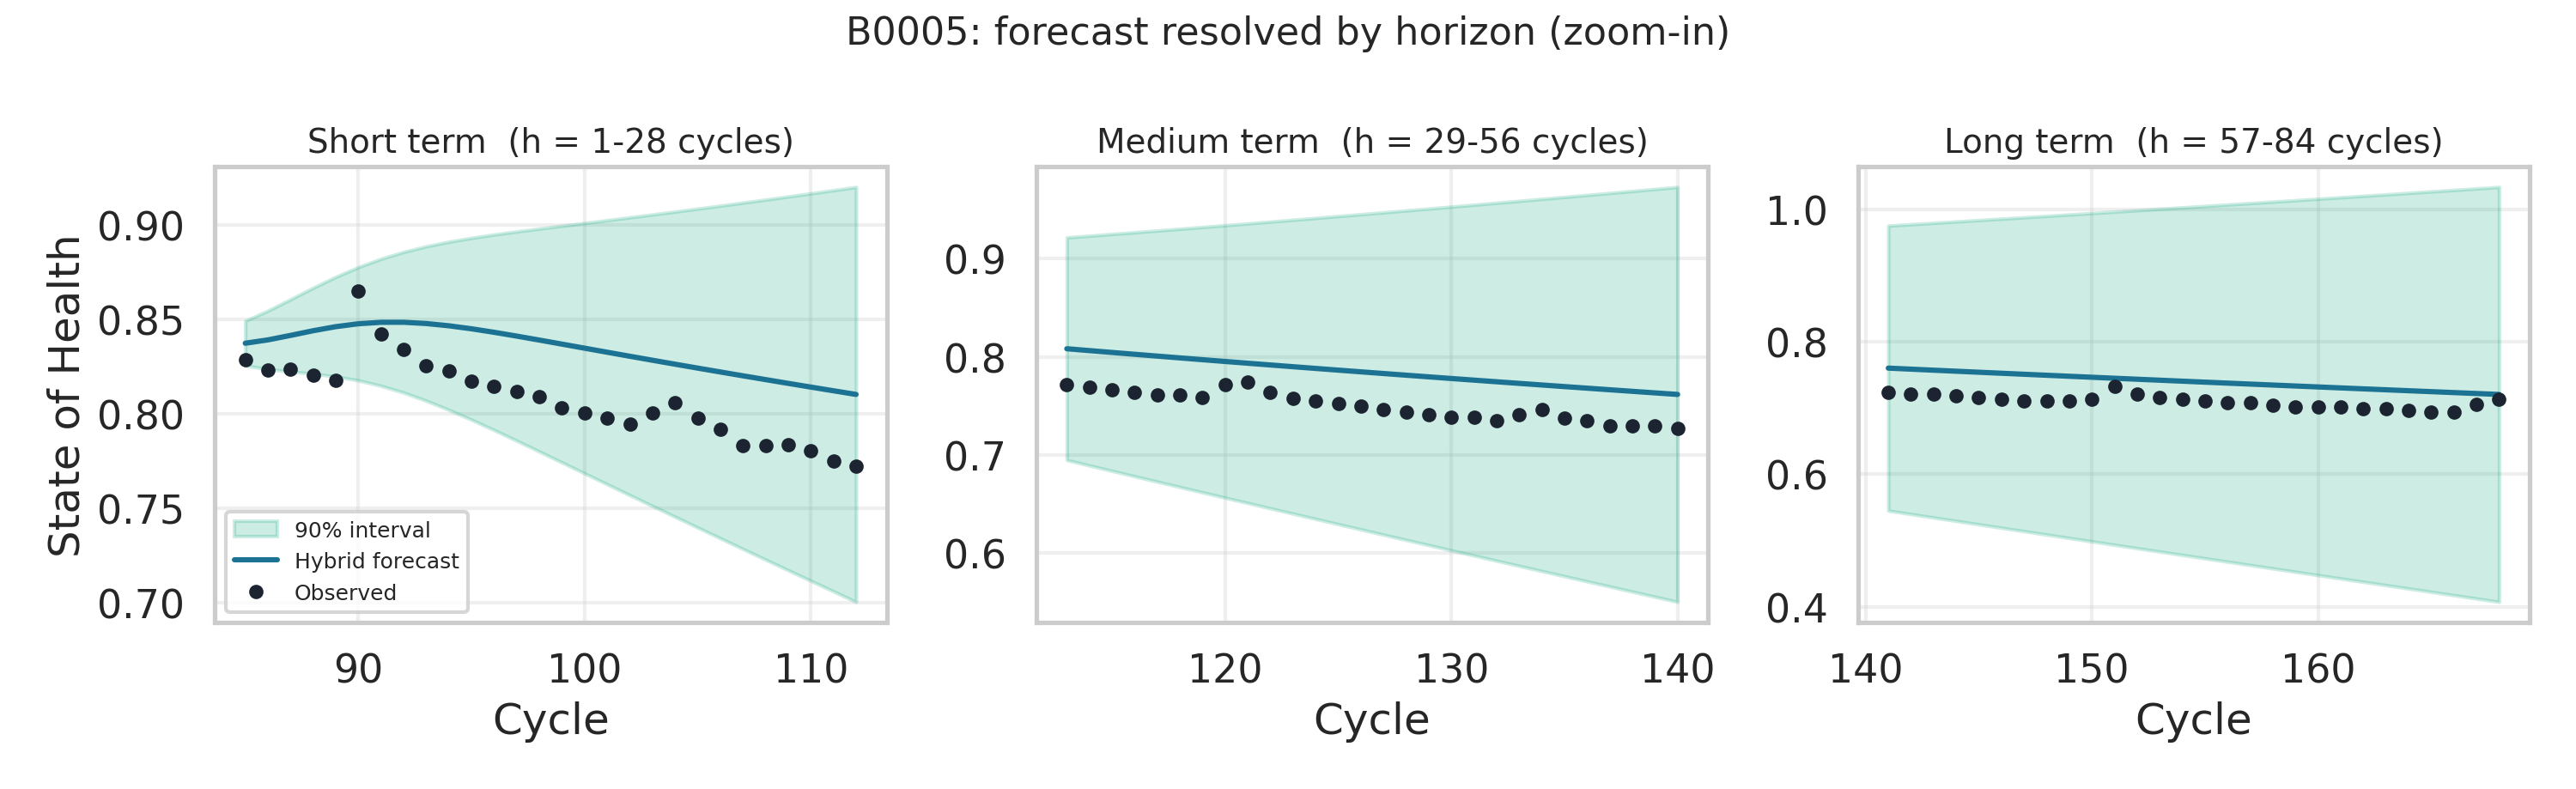 B0005: forecast resolved by horizon (zoom-in)
Short term (h = 1-28 cycles)
Medium term (h = 29-56 cycles)
Long term (h = 57-84 cycles)
State of Health
0.90
0.85
0.80
0.75
0.70
90% interval
Hybrid forecast
Observed
90 100 110
Cycle
0.9
0.8
0.7
0.6
120 130 140
Cycle
1.0
0.8
0.6
0.4
140 150 160
Cycle